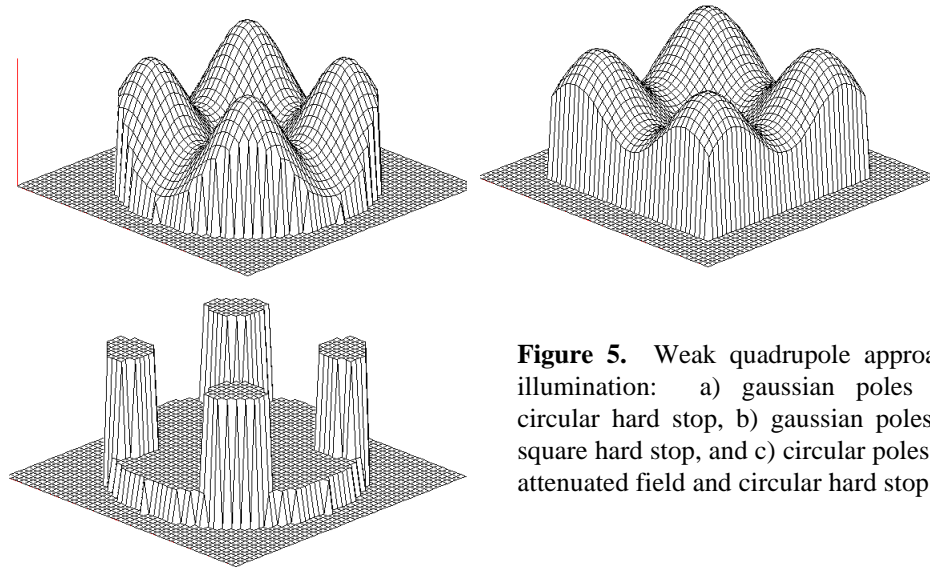 Figure 5. Weak quadrupole approa
illumination: a) gaussian poles
circular hard stop, b) gaussian poles
square hard stop, and c) circular poles
attenuated field and circular hard stop